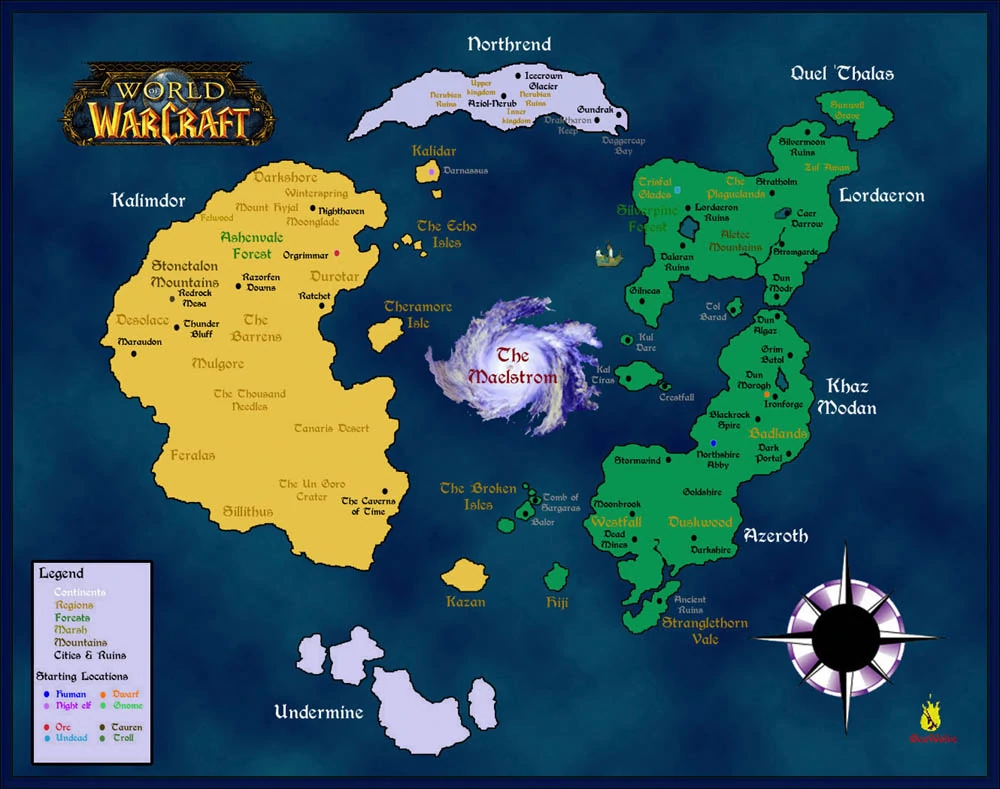 WORLD
OF
WARCRAFT
Northrend
Icecrown
Glacier
Upper
kingdom
Nerubian
Ruins
Aziol-Nerub
Nerubian
Ruins
Inner
kingdom
Gundrak
Draktharon
Keep
Daggercap
Bay
Quel 'Thalas
Sunwell
Grove
Silvermoon
Ruins
Zul Aman
Lordaeron
Trisfal
Glades
The
Plaguelands
Stratholm
Silverpine
Forest
Lordaeron
Ruins
Caer
Darrow
Aletec
Mountains
Stromgarde
Dalaran
Ruins
Gilneas
Dun
Modr
Tol
Barad
Dun
Algaz
Kul
Dare
Grim
Batol
Kal
Tiras
Crestfall
Dun
Morogh
Ironforge
Khaz
Modan
Blackrock
Spire
Badlands
Dark
Portal
Northshire
Abby
Stormwind
Goldshire
Moonbrook
Westfall
Duskwood
Dead
Mines
Darkshire
Azeroth
Ancient
Ruins
Stranglethorn
Vale
Kalidar
Darnassus
The Echo
Isles
Theramore
Isle
The
Maelstrom
The Broken
Isles
Tomb of
Sargaras
Balor
Kazan
Hiji
Undermine
Kalimdor
Darkshore
Winterspring
Mount Hyjal
Nighthaven
Felwood
Moonglade
Ashenvale
Forest
Orgrimmar
Stonetalon
Mountains
Razorfen
Downs
Durotar
Redrock
Mesa
Ratchet
Desolace
Thunder
Bluff
The
Barrens
Maraudon
Mulgore
The Thousand
Needles
Tanaris Desert
Feralas
The Un Goro
Crater
The Caverns
of Time
Sillithus
Legend
Continents
Regions
Forests
Marsh
Mountains
Cities & Ruins
Starting Locations
Human
Dwarf
Night elf
Gnome
Orc
Tauren
Undead
Troll